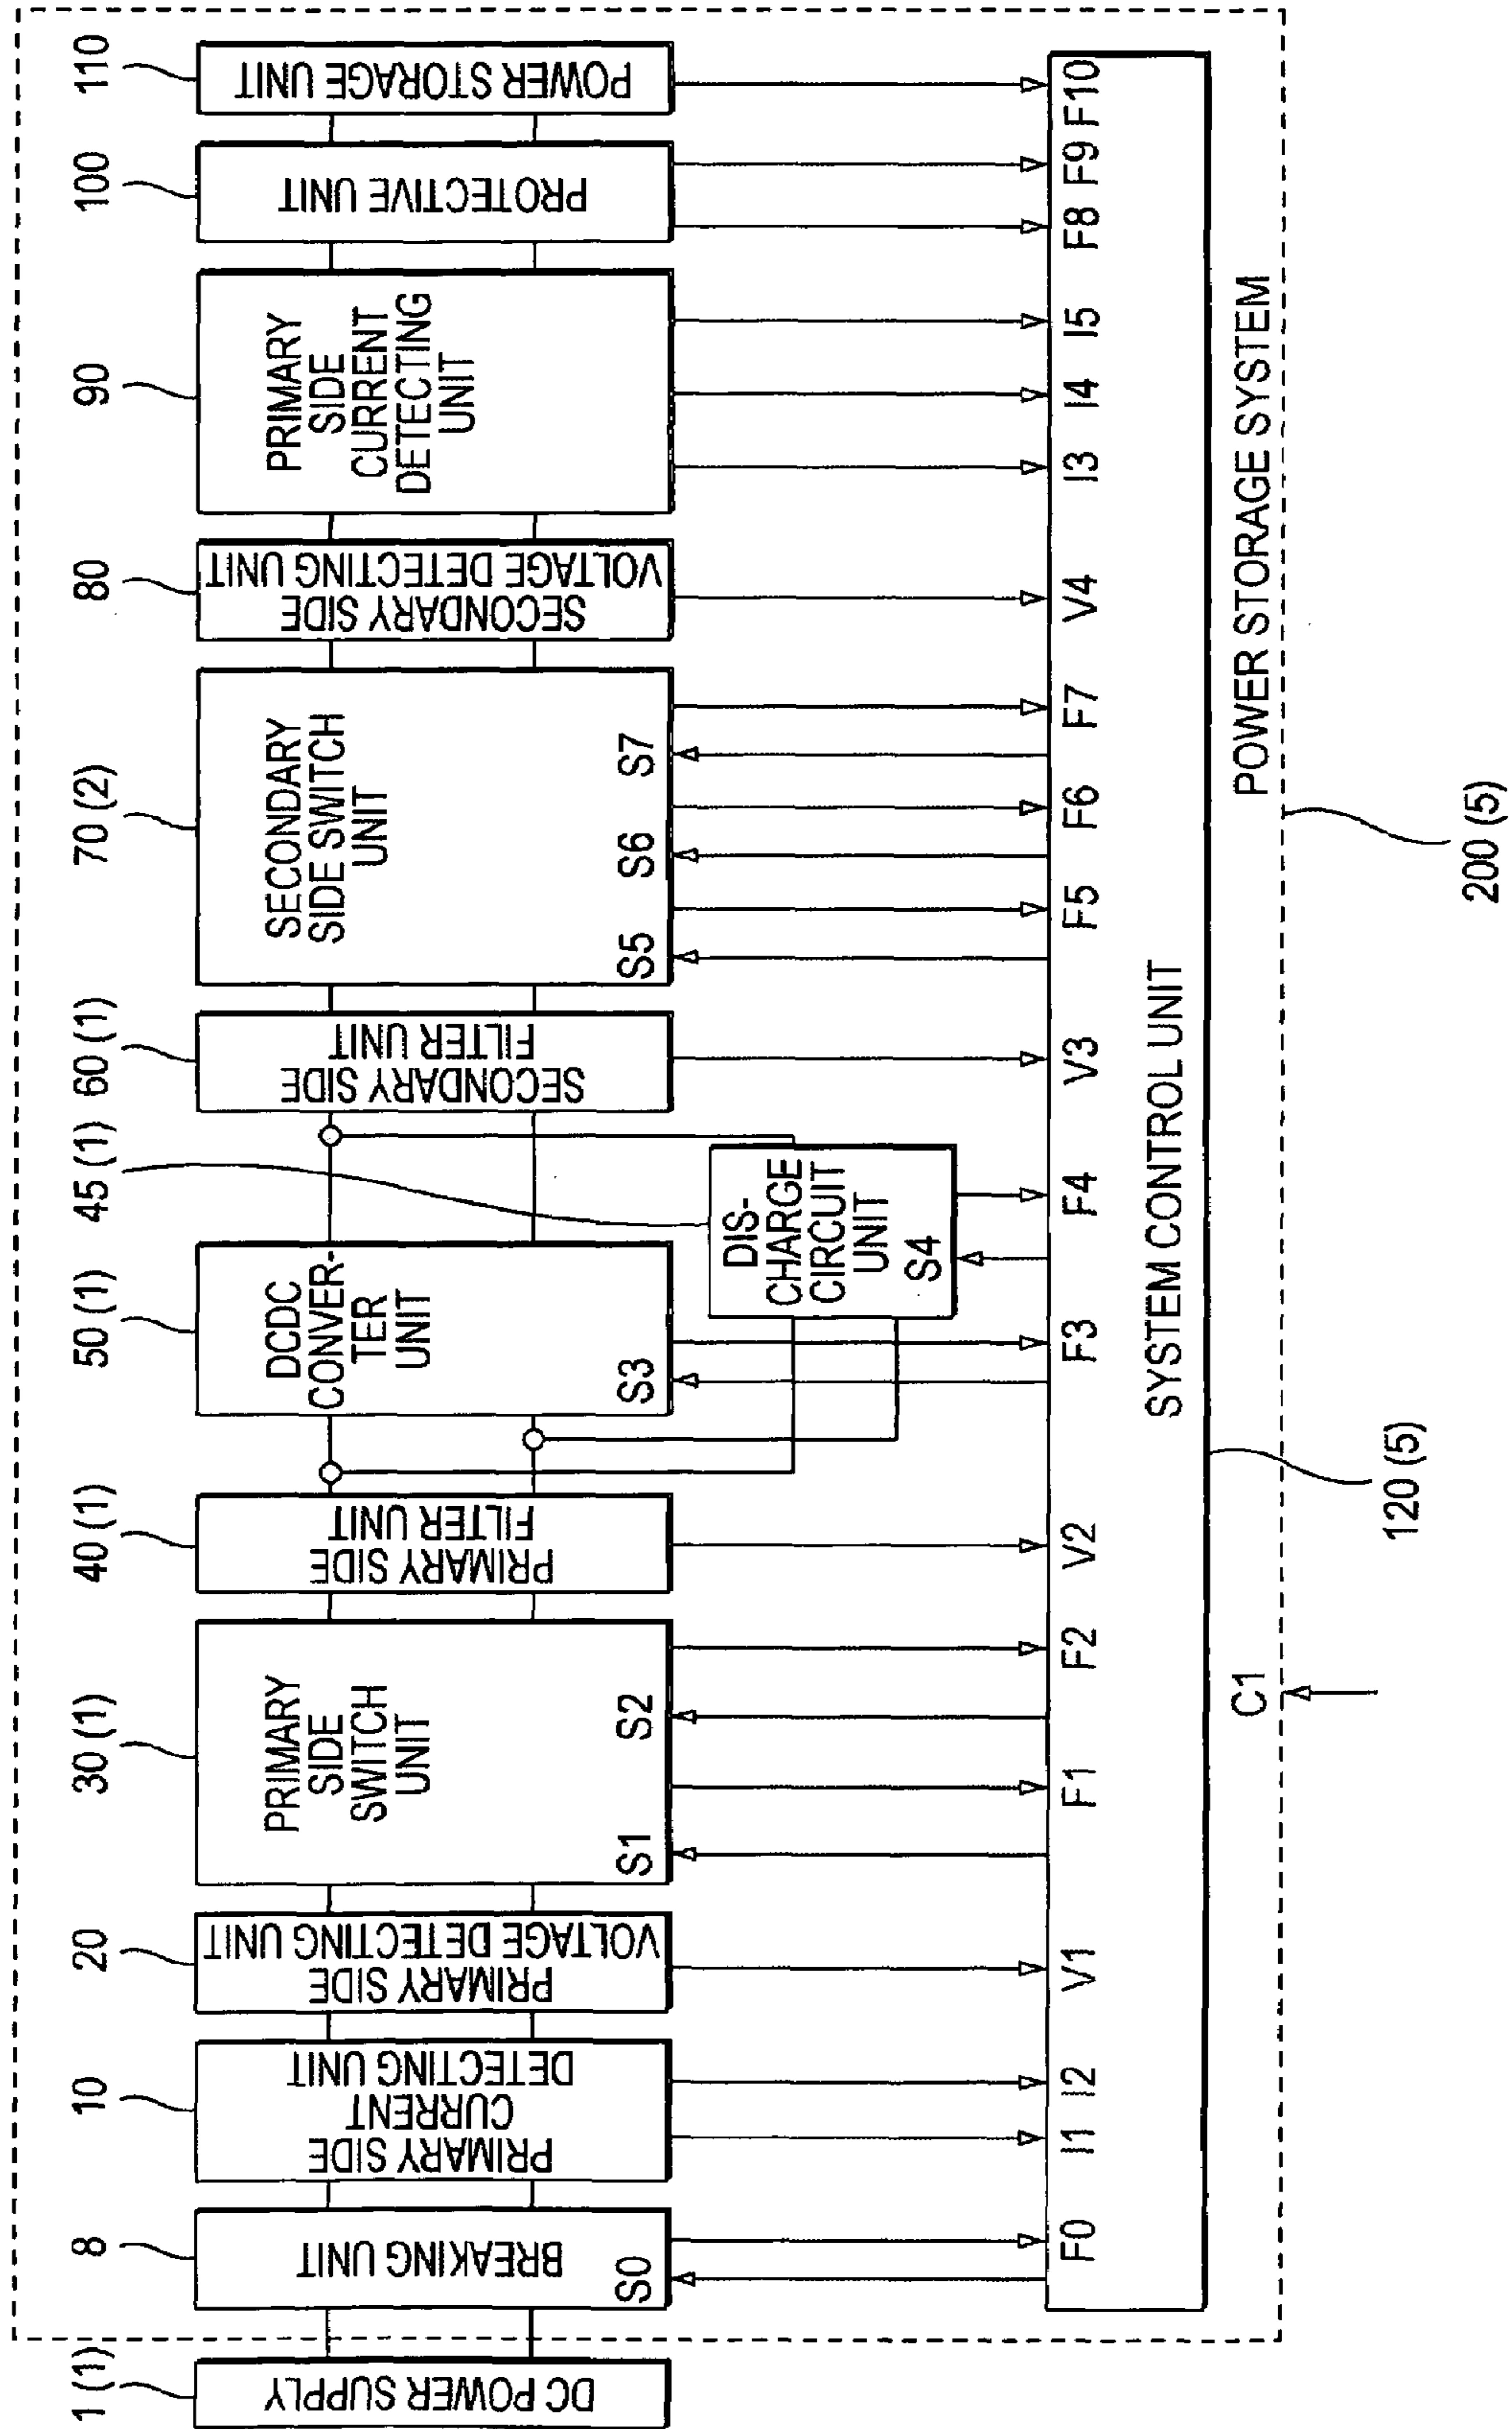 1 (1)
8
10
20
30 (1)
40 (1)
50 (1)
45 (1)
60 (1)
70 (2)
80
90
100
110
DC POWER SUPPLY
BREAKING UNIT
S0
PRIMARY SIDE
CURRENT
DETECTING UNIT
PRIMARY SIDE
VOLTAGE DETECTING UNIT
PRIMARY
SIDE
SWITCH
UNIT
S1
S2
PRIMARY SIDE
FILTER UNIT
DCDC
CONVER-
TER
UNIT
S3
DIS-
CHARGE
CIRCUIT
UNIT
S4
SECONDARY SIDE
FILTER UNIT
SECONDARY
SIDE SWITCH
UNIT
S5
S6
S7
SECONDARY SIDE
VOLTAGE DETECTING UNIT
PRIMARY
SIDE
CURRENT
DETECTING
UNIT
PROTECTIVE UNIT
POWER STORAGE UNIT
F0
I1
I2
V1
F1
F2
V2
F3
F4
V3
F5
F6
F7
V4
I3
I4
I5
F8
F9
F10
SYSTEM CONTROL UNIT
C1
POWER STORAGE SYSTEM
120 (5)
200 (5)